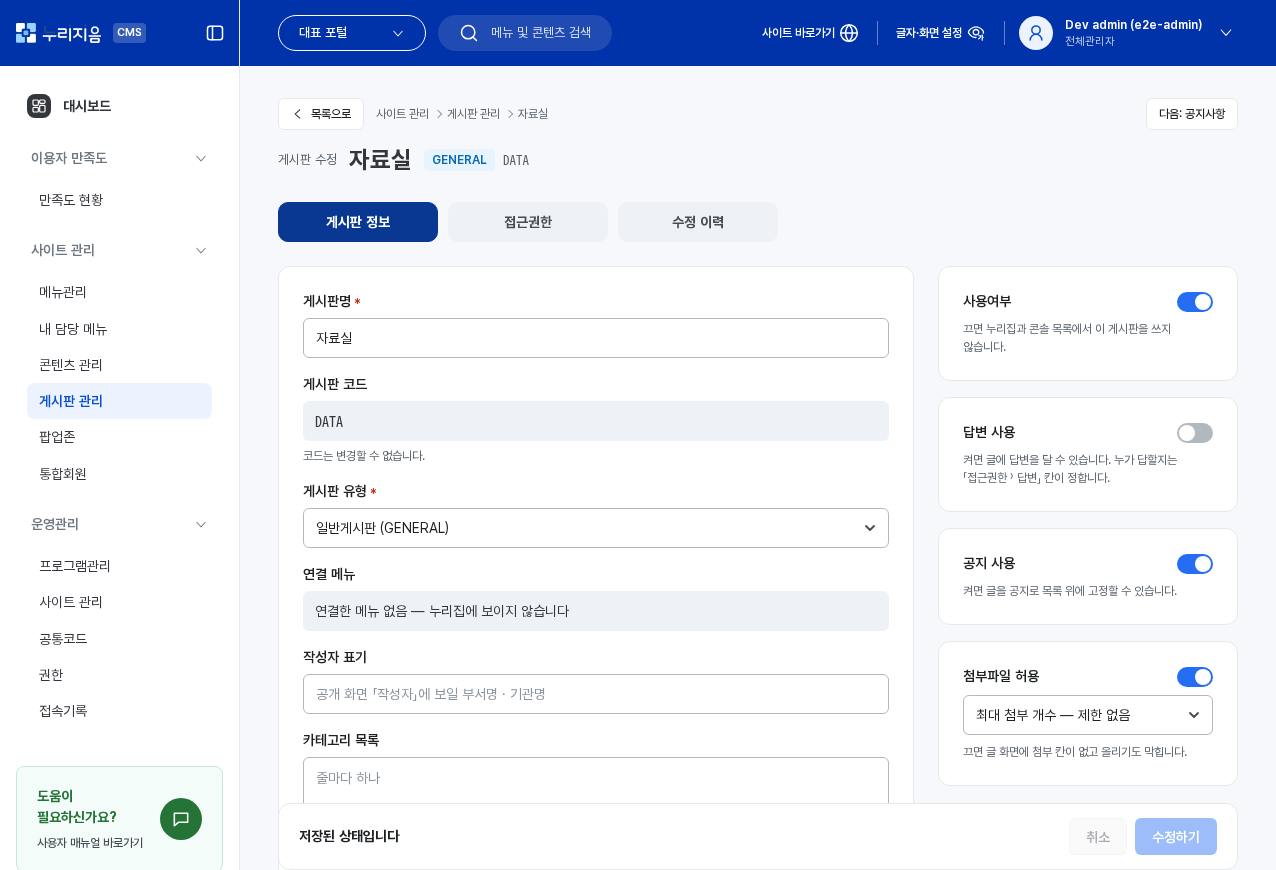 누리지음 CMS
대표 포털
메뉴 및 콘텐츠 검색
사이트 바로가기
글자·화면 설정
Dev admin (e2e-admin)
전체관리자
대시보드
이용자 만족도
만족도 현황
사이트 관리
메뉴관리
내 담당 메뉴
콘텐츠 관리
게시판 관리
팝업존
통합회원
운영관리
프로그램관리
사이트 관리
공통코드
권한
접속기록
도움이
필요하신가요?
사용자 매뉴얼 바로가기
목록으로
사이트 관리 > 게시판 관리 > 자료실
다음: 공지사항
게시판 수정 자료실 GENERAL DATA
게시판 정보
접근권한
수정 이력
게시판명 *
자료실
게시판 코드
DATA
코드는 변경할 수 없습니다.
게시판 유형 *
일반게시판 (GENERAL)
연결 메뉴
연결한 메뉴 없음 — 누리집에 보이지 않습니다
작성자 표기
공개 화면 「작성자」에 보일 부서명 · 기관명
카테고리 목록
줄마다 하나
사용여부
끄면 누리집과 콘솔 목록에서 이 게시판을 쓰지
않습니다.
답변 사용
켜면 글에 답변을 달 수 있습니다. 누가 답할지는
「접근권한 › 답변」 칸이 정합니다.
공지 사용
켜면 글을 공지로 목록 위에 고정할 수 있습니다.
첨부파일 허용
최대 첨부 개수 — 제한 없음
끄면 글 화면에 첨부 칸이 없고 올리기도 막힙니다.
저장된 상태입니다
취소
수정하기